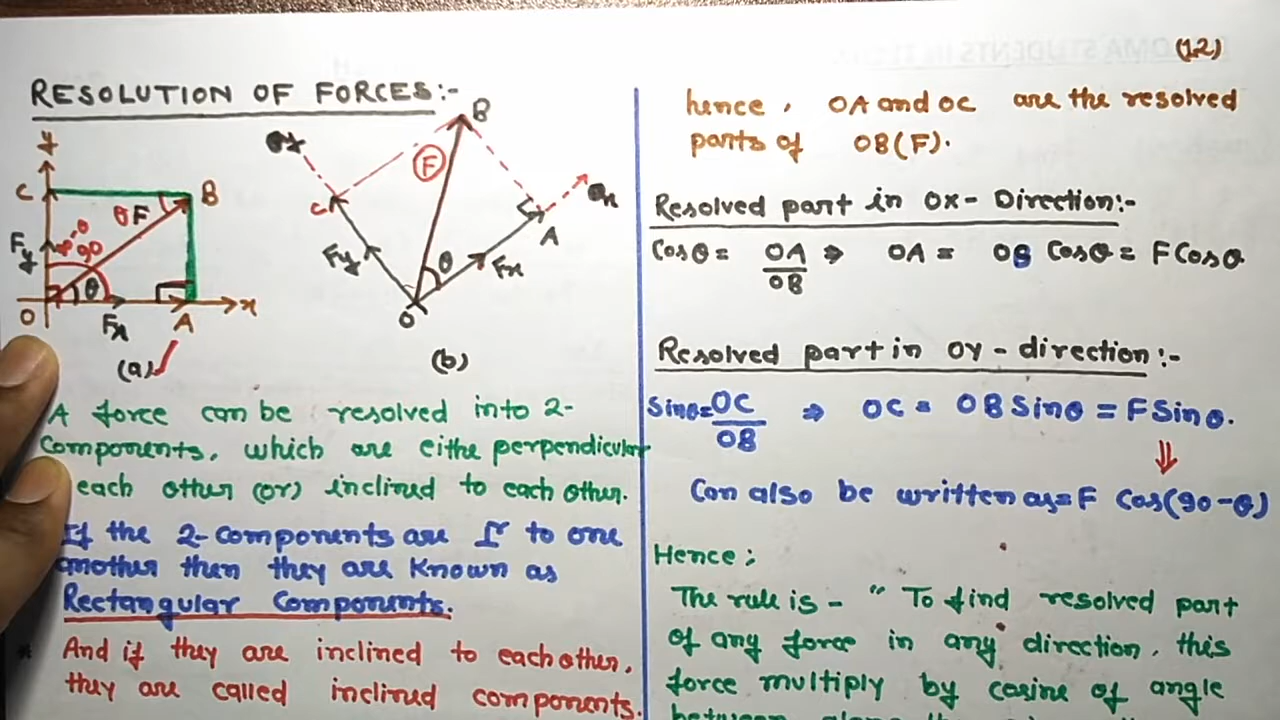 (12)
RESOLUTION OF FORCES:-
y
C
B
θ
F
Fy
90-θ
θ
O
Fx
A
x
(a)
B
Oy
F
Ox
C
A
Fy
θ
Fx
O
(b)
A force can be resolved into 2-
Components, which are eithe perpendicular
each other (or) inclined to each other.
If the 2-components are ⊥r to one
another then they are Known as
Rectangular Components.
* And if they are inclined to each other,
they are called inclined components.
hence, OA and OC are the resolved
parts of OB(F).
Resolved part in OX-Direction:-
Cosθ = OA/OB ⇒ OA = OB Cosθ = F Cosθ
Resolved part in OY-direction:-
Sinθ = OC/OB ⇒ OC = OB Sinθ = F Sinθ.
⇓
Can also be written as = F Cos(90-θ)
Hence:
The rule is - " To find resolved part
of any force in any direction, this
force multiply by cosine of angle